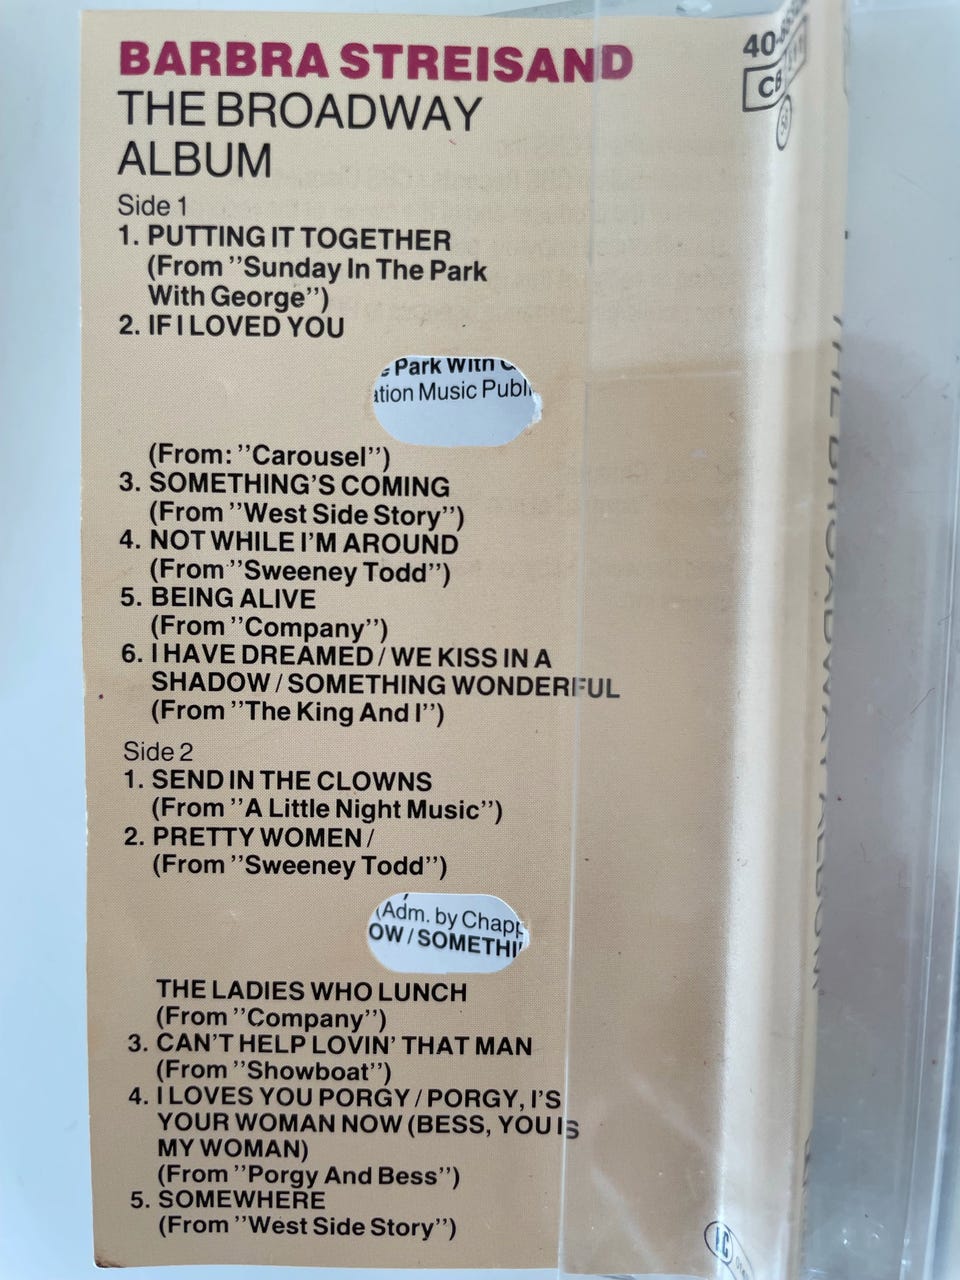 BARBRA STREISAND
THE BROADWAY
ALBUM
Side 1
1. PUTTING IT TOGETHER
(From "Sunday In The Park
With George")
2. IF I LOVED YOU
Park With
ation Music Publi
(From: "Carousel")
3. SOMETHING'S COMING
(From "West Side Story")
4. NOT WHILE I'M AROUND
(From "Sweeney Todd")
5. BEING ALIVE
(From "Company")
6. I HAVE DREAMED / WE KISS IN A
SHADOW / SOMETHING WONDERFUL
(From "The King And I")
Side 2
1. SEND IN THE CLOWNS
(From "A Little Night Music")
2. PRETTY WOMEN /
(From "Sweeney Todd")
(Adm. by Chapp
OW / SOMETHI
THE LADIES WHO LUNCH
(From "Company")
3. CAN'T HELP LOVIN' THAT MAN
(From "Showboat")
4. I LOVES YOU PORGY / PORGY, I'S
YOUR WOMAN NOW (BESS, YOU IS
MY WOMAN)
(From "Porgy And Bess")
5. SOMEWHERE
(From "West Side Story")
40-
CB
THE BROADWAY ALBUM